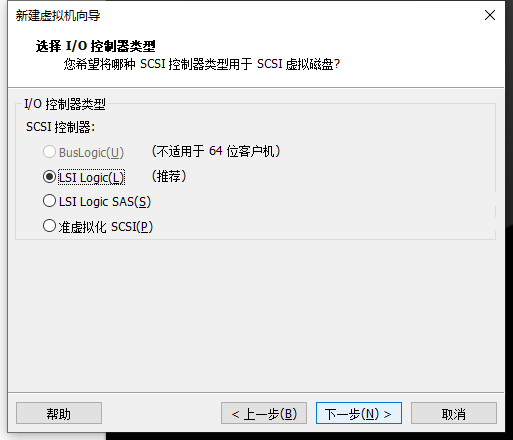 新建虚拟机向导
选择 I/O 控制器类型
您希望将哪种 SCSI 控制器类型用于 SCSI 虚拟磁盘?
I/O 控制器类型
SCSI 控制器:
BusLogic(U) (不适用于 64 位客户机)
LSI Logic(L) (推荐)
LSI Logic SAS(S)
准虚拟化 SCSI(P)
帮助 < 上一步(B) 下一步(N) > 取消